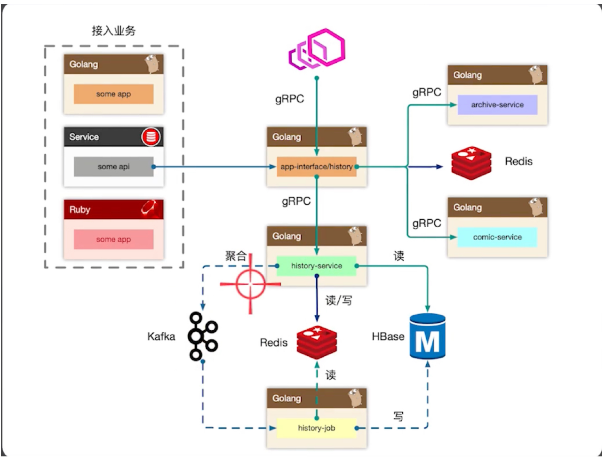 接入业务
Golang
some app
Service
some api
Ruby
some app
gRPC
Golang
app-interface/history
gRPC
gRPC
Golang
archive-service
Redis
gRPC
Golang
comic-service
Golang
history-service
聚合
读
读/写
Kafka
Redis
HBase
M
读
Golang
history-job
写